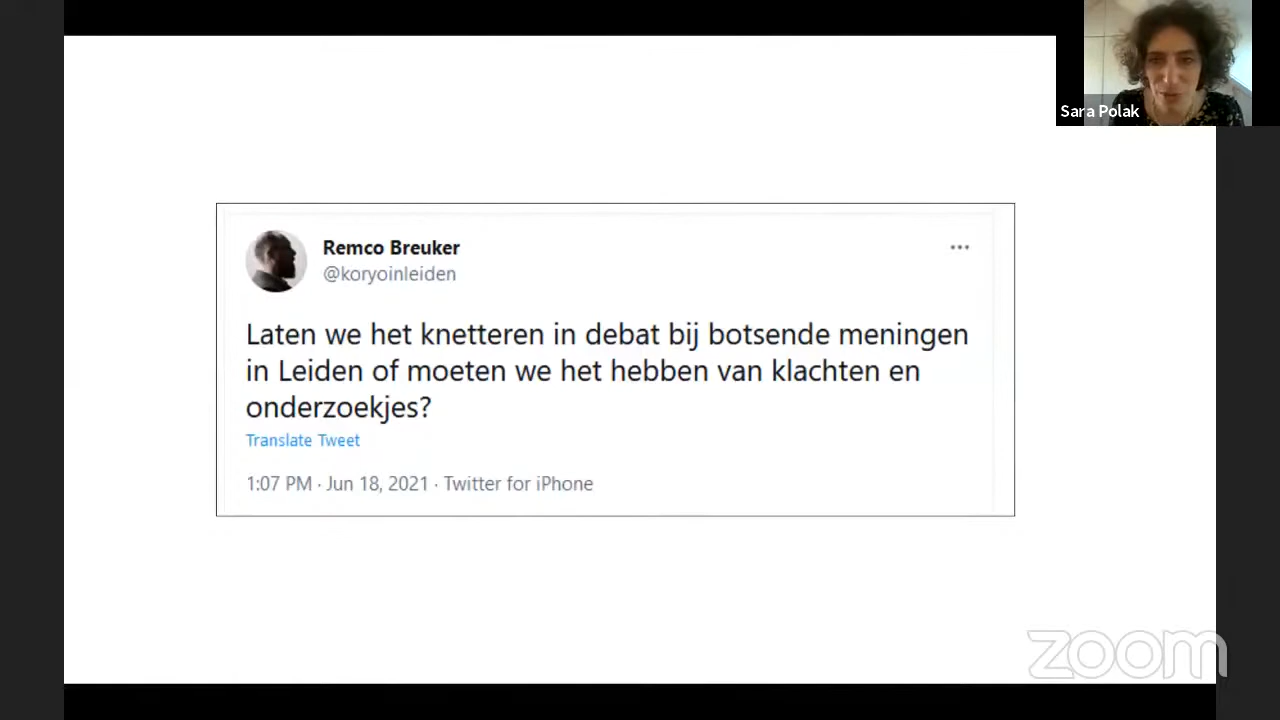 Sara Polak
Remco Breuker
@koryoinleiden
Laten we het knetteren in debat bij botsende meningen
in Leiden of moeten we het hebben van klachten en
onderzoekjes?
Translate Tweet
1:07 PM · Jun 18, 2021 · Twitter for iPhone
zoom